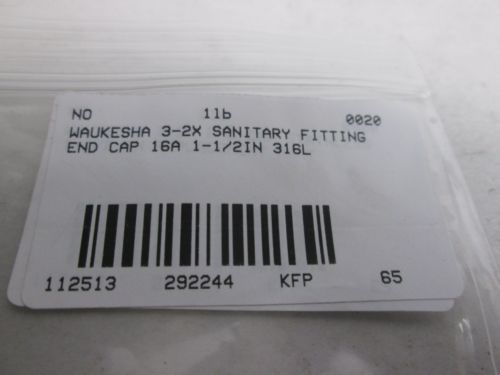 NO 1lb 0020
WAUKESHA 3-2X SANITARY FITTING
END CAP 16A 1-1/2IN 316L
112513 292244 KFP 65